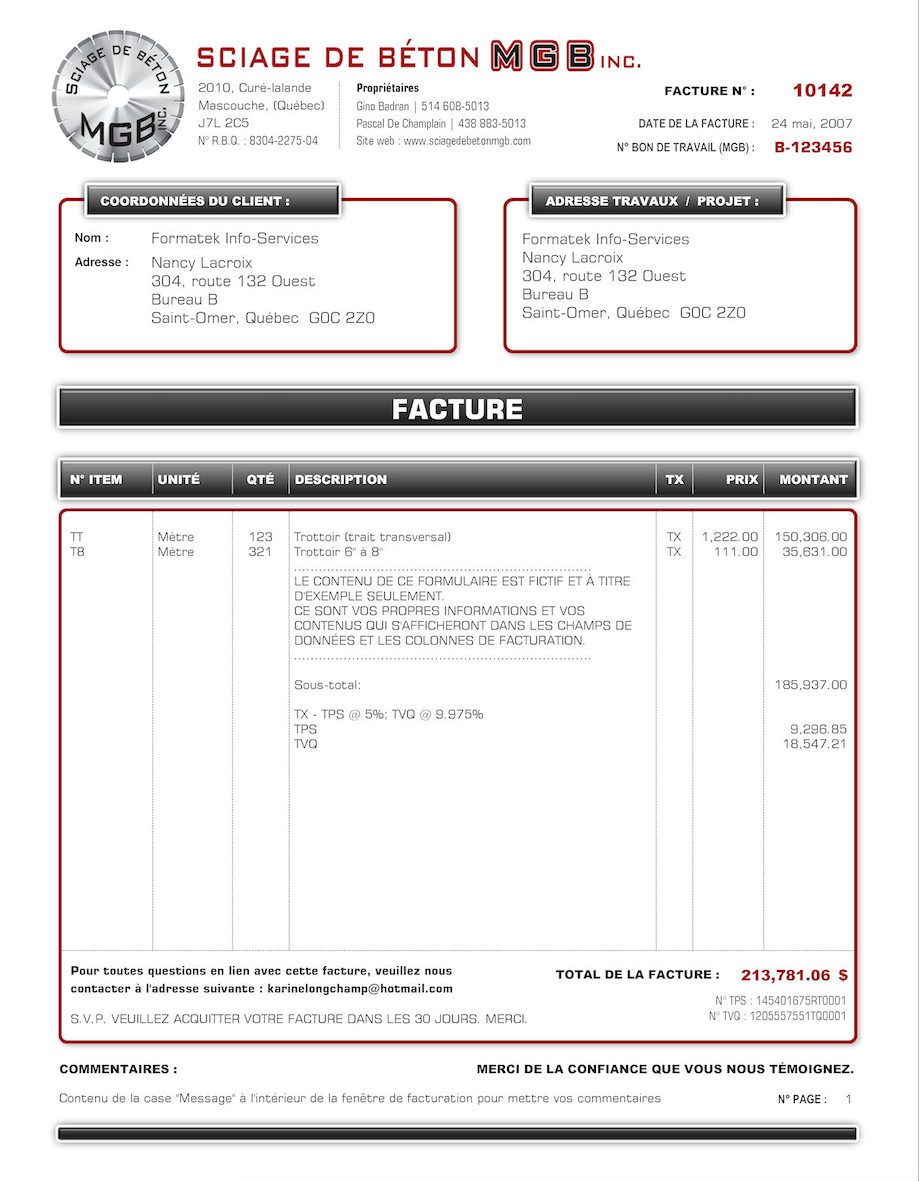 SCIAGE DE BÉTON
MGB INC.
SCIAGE DE BÉTON MGB INC.
2010, Curé-lalande
Mascouche, (Québec)
J7L 2C5
N° R.B.Q. : 8304-2275-04
Propriétaires
Gino Badran | 514 608-5013
Pascal De Champlain | 438 883-5013
Site web : www.sciagedebetonmgb.com
FACTURE N° : 10142
DATE DE LA FACTURE : 24 mai, 2007
N° BON DE TRAVAIL (MGB) : B-123456
COORDONNÉES DU CLIENT :
Nom : Formatek Info-Services
Adresse : Nancy Lacroix
304, route 132 Ouest
Bureau B
Saint-Omer, Québec G0C 2Z0
ADRESSE TRAVAUX / PROJET :
Formatek Info-Services
Nancy Lacroix
304, route 132 Ouest
Bureau B
Saint-Omer, Québec G0C 2Z0
FACTURE
N° ITEM UNITÉ QTÉ DESCRIPTION TX PRIX MONTANT
TT Mètre 123 Trottoir (trait transversal) TX 1,222.00 150,306.00
T8 Mètre 321 Trottoir 6" à 8" TX 111.00 35,631.00
LE CONTENU DE CE FORMULAIRE EST FICTIF ET À TITRE
D'EXEMPLE SEULEMENT.
CE SONT VOS PROPRES INFORMATIONS ET VOS
CONTENUS QUI S'AFFICHERONT DANS LES CHAMPS DE
DONNÉES ET LES COLONNES DE FACTURATION.
Sous-total: 185,937.00
TX - TPS @ 5%; TVQ @ 9.975%
TPS 9,296.85
TVQ 18,547.21
Pour toutes questions en lien avec cette facture, veuillez nous
contacter à l'adresse suivante : karinelongchamp@hotmail.com
S.V.P. VEUILLEZ ACQUITTER VOTRE FACTURE DANS LES 30 JOURS. MERCI.
TOTAL DE LA FACTURE : 213,781.06 $
N° TPS : 145401675RT0001
N° TVQ : 1205557551TQ0001
COMMENTAIRES :
MERCI DE LA CONFIANCE QUE VOUS NOUS TÉMOIGNEZ.
Contenu de la case "Message" à l'intérieur de la fenêtre de facturation pour mettre vos commentaires
N° PAGE : 1